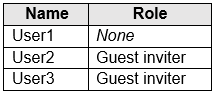 Name Role
User1 None
User2 Guest inviter
User3 Guest inviter